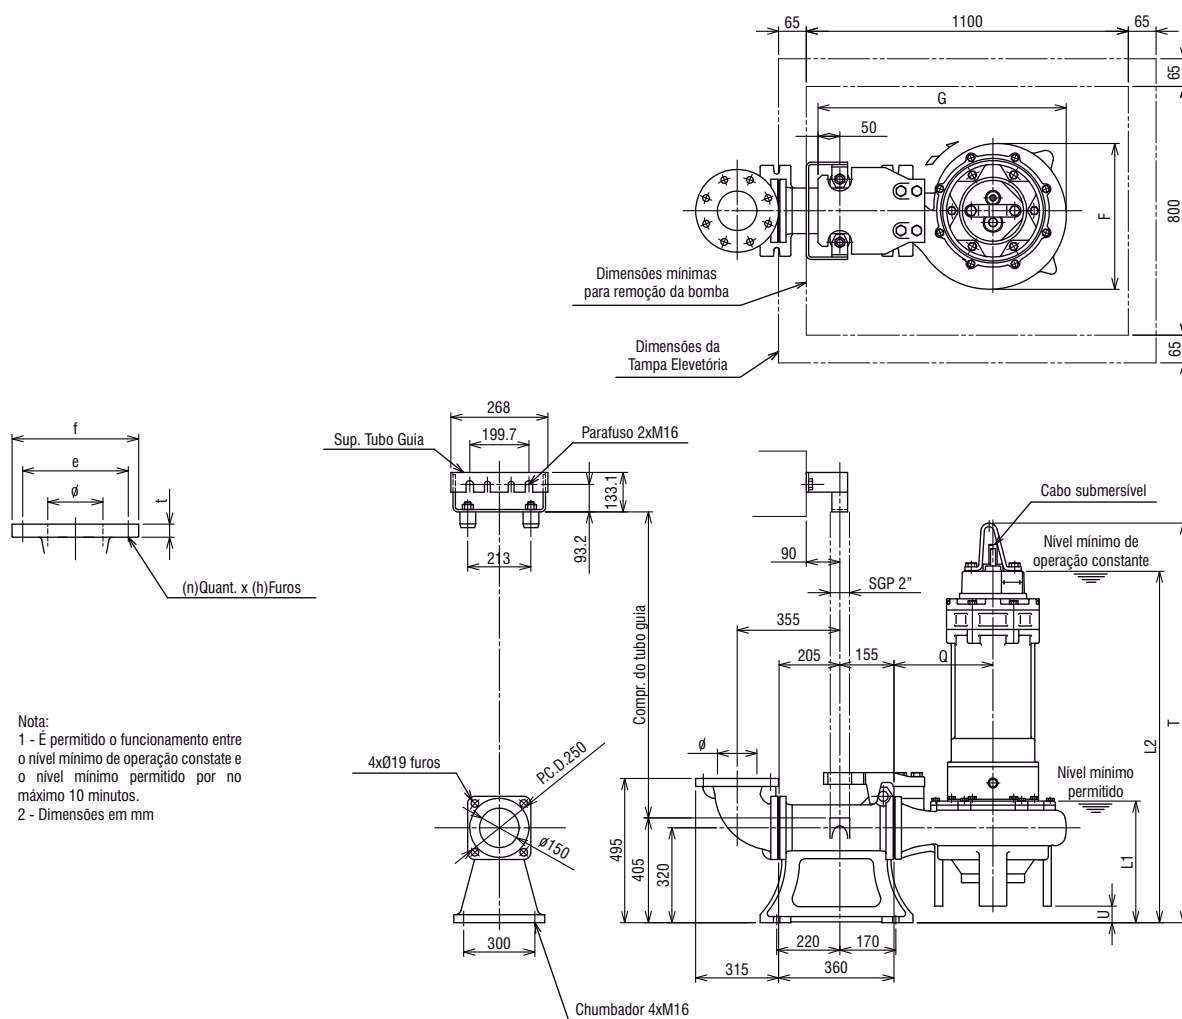 65
1100
65
65
G
50
F
800
Dimensões mínimas
para remoção da bomba
Dimensões da
Tampa Elevetória
65
f
e
ø
t
(n)Quant. x (h)Furos
268
199.7
Sup. Tubo Guia
Parafuso 2xM16
133.1
93.2
213
Cabo submersível
Nível mínimo de
operação constante
90
SGP 2”
355
205
155
Q
Compr. do tubo guia
T
L2
Nota:
1 - É permitido o funcionamento entre
o nível mínimo de operação constate e
o nível mínimo permitido por no
máximo 10 minutos.
2 - Dimensões em mm
4xØ19 furos
P.C.D.250
ø150
ø
Nível mínimo
permitido
495
405
320
L1
U
300
220
170
315
360
Chumbador 4xM16